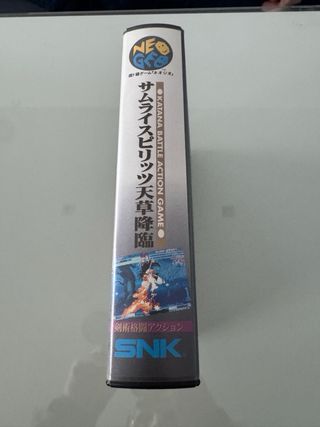 NEO
GEO
サムライスピリッツ天草降臨
●KATANA BATTLE ACTION GAME●
剣術格闘アクション
SNK